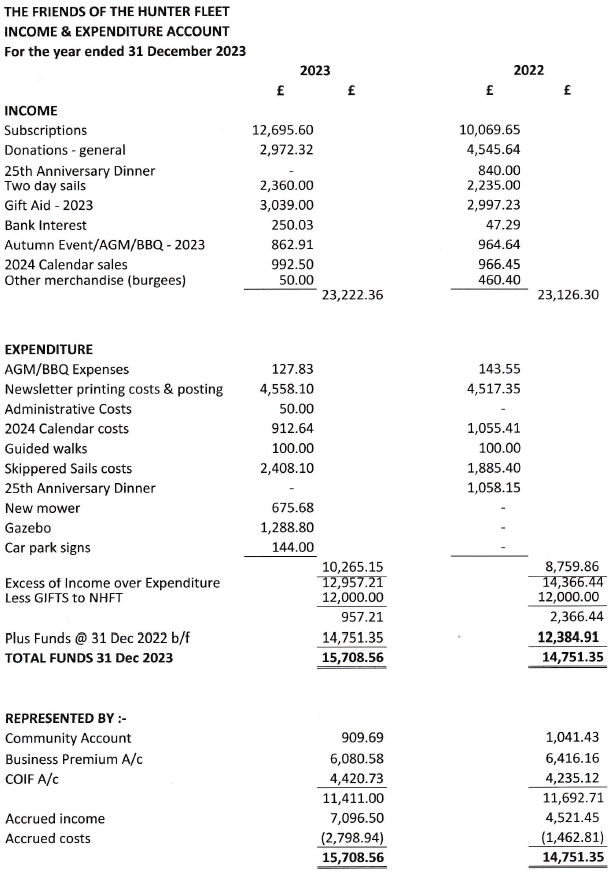 THE FRIENDS OF THE HUNTER FLEET
INCOME & EXPENDITURE ACCOUNT
For the year ended 31 December 2023
2023 2022
£ £ £ £
INCOME
Subscriptions 12,695.60 10,069.65
Donations - general 2,972.32 4,545.64
25th Anniversary Dinner - 840.00
Two day sails 2,360.00 2,235.00
Gift Aid - 2023 3,039.00 2,997.23
Bank Interest 250.03 47.29
Autumn Event/AGM/BBQ - 2023 862.91 964.64
2024 Calendar sales 992.50 966.45
Other merchandise (burgees) 50.00 460.40
23,222.36 23,126.30
EXPENDITURE
AGM/BBQ Expenses 127.83 143.55
Newsletter printing costs & posting 4,558.10 4,517.35
Administrative Costs 50.00 -
2024 Calendar costs 912.64 1,055.41
Guided walks 100.00 100.00
Skippered Sails costs 2,408.10 1,885.40
25th Anniversary Dinner - 1,058.15
New mower 675.68 -
Gazebo 1,288.80 -
Car park signs 144.00 -
10,265.15 8,759.86
Excess of Income over Expenditure 12,957.21 14,366.44
Less GIFTS to NHFT 12,000.00 12,000.00
957.21 2,366.44
Plus Funds @ 31 Dec 2022 b/f 14,751.35 12,384.91
TOTAL FUNDS 31 Dec 2023 15,708.56 14,751.35
REPRESENTED BY :-
Community Account 909.69 1,041.43
Business Premium A/c 6,080.58 6,416.16
COIF A/c 4,420.73 4,235.12
11,411.00 11,692.71
Accrued income 7,096.50 4,521.45
Accrued costs (2,798.94) (1,462.81)
15,708.56 14,751.35